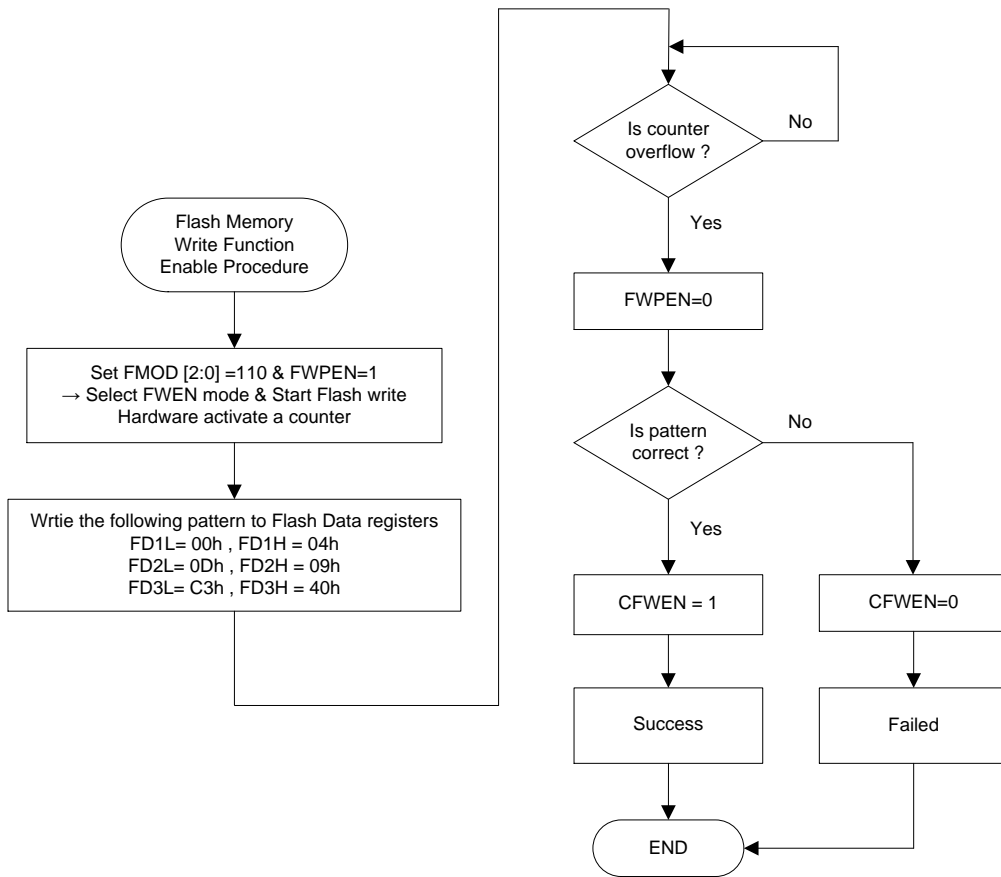 Flash Memory
Write Function
Enable Procedure
Set FMOD [2:0] =110 & FWPEN=1
→ Select FWEN mode & Start Flash write
Hardware activate a counter
Wrtie the following pattern to Flash Data registers
FD1L= 00h , FD1H = 04h
FD2L= 0Dh , FD2H = 09h
FD3L= C3h , FD3H = 40h
Is counter
overflow ?
No
Yes
FWPEN=0
Is pattern
correct ?
No
Yes
CFWEN = 1
CFWEN=0
Success
Failed
END